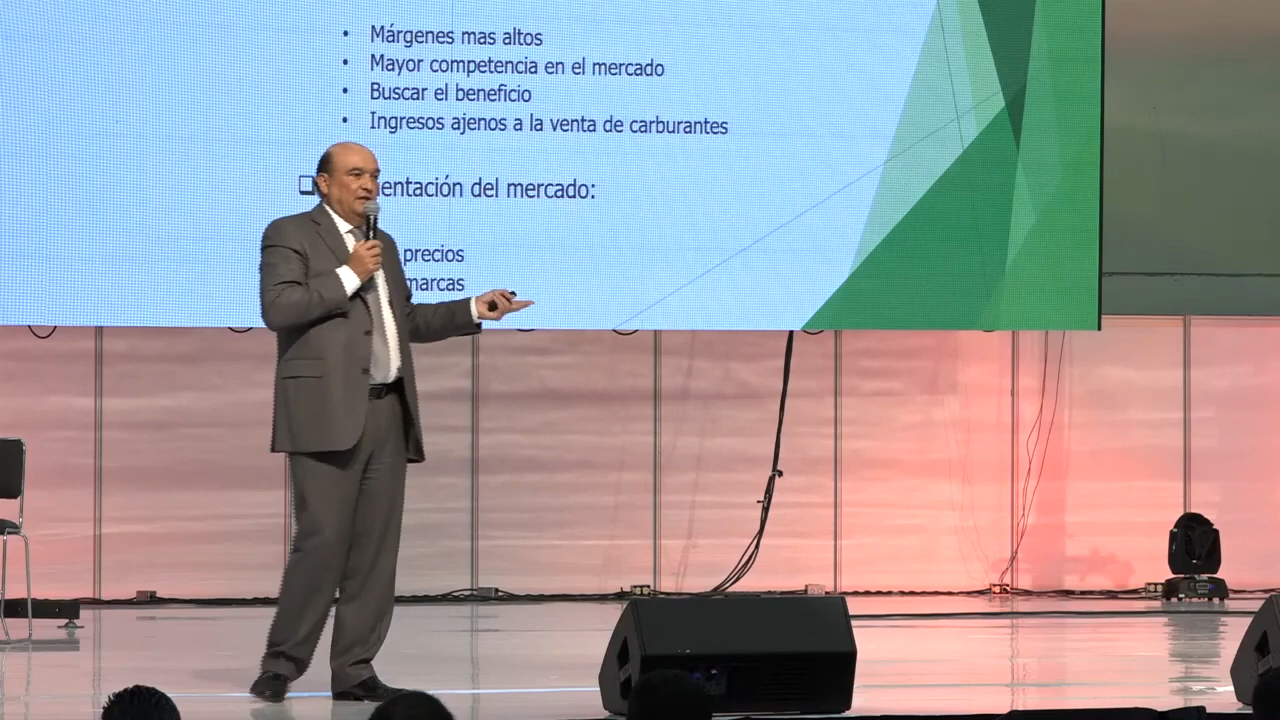 • Márgenes mas altos
• Mayor competencia en el mercado
• Buscar el beneficio
• Ingresos ajenos a la venta de carburantes
del mercado:
precios
marcas